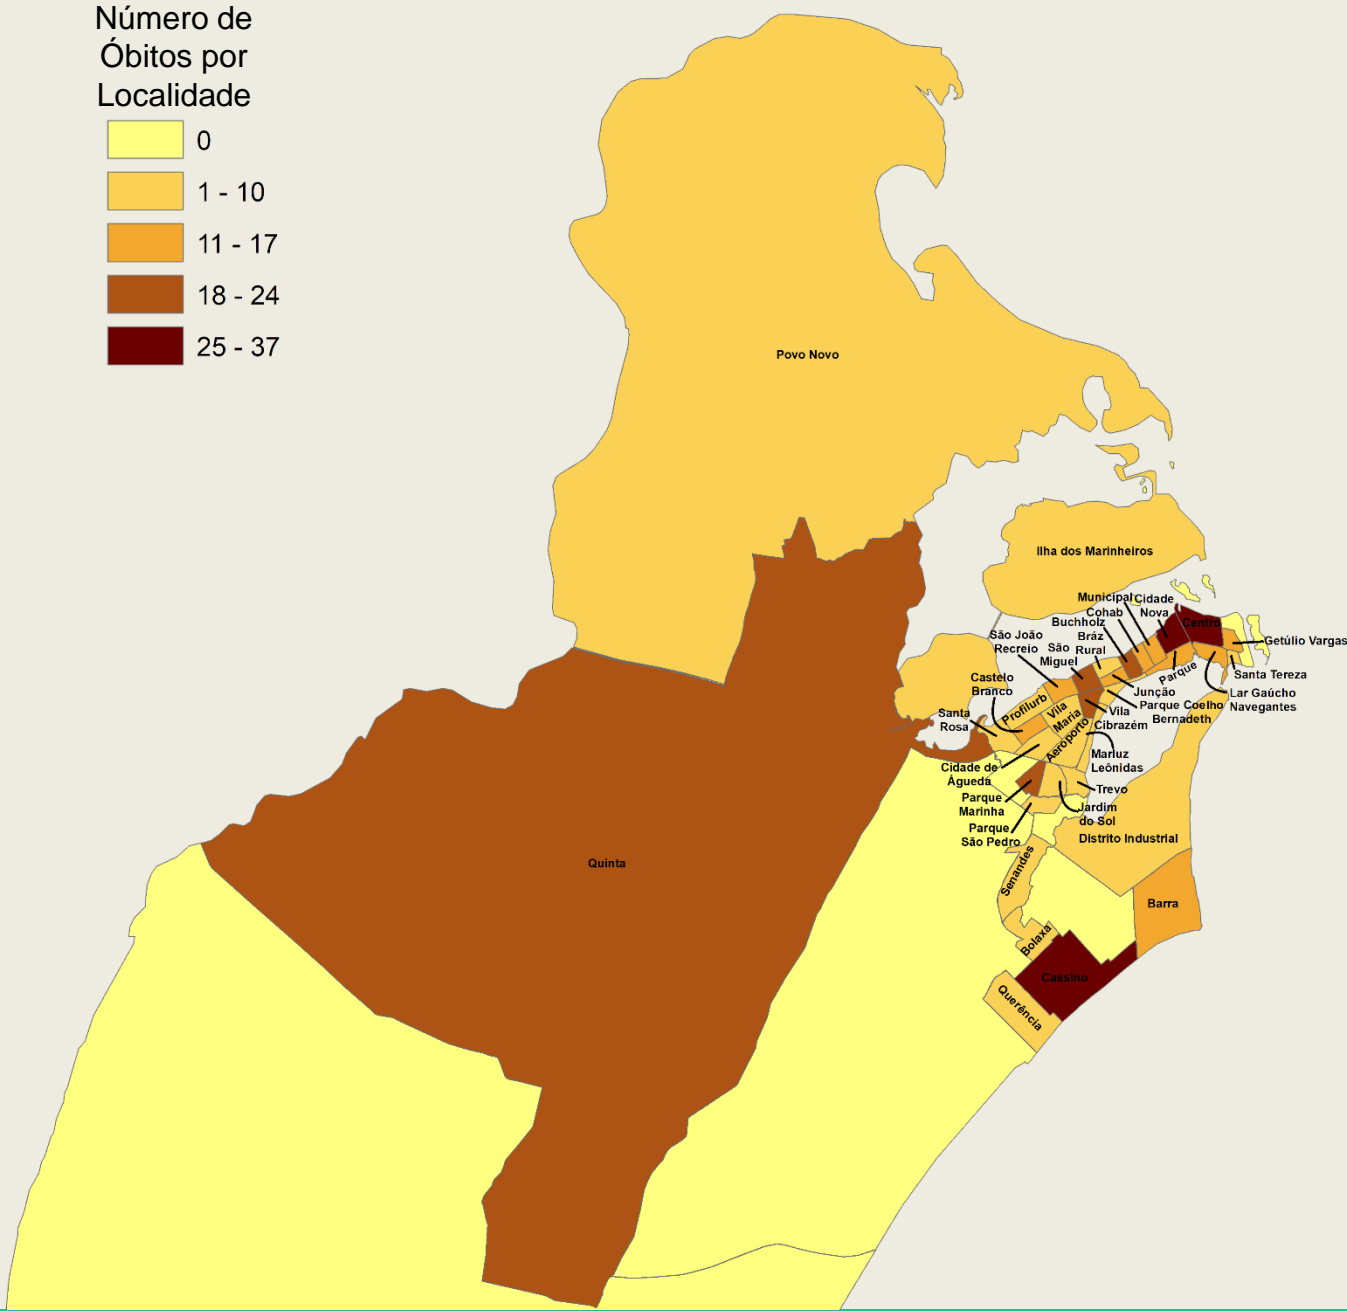 Número de
Óbitos por
Localidade
0
1 - 10
11 - 17
18 - 24
25 - 37
Povo Novo
Ilha dos Marinheiros
Municipal
Cidade
Nova
Cohab
Centro
Buchholz
Getúlio Vargas
São João
Recreio
Bráz
Rural
São
Miguel
Parque
Santa Tereza
Castelo
Branco
Junção
Lar Gaúcho
Navegantes
Parque Coelho
Bernadeth
Profilurb
Vila
Maria
Santa
Rosa
Vila
Cibrazém
Aeroporto
Marluz
Leônidas
Cidade de
Águeda
Trevo
Parque
Marinha
Jardim
do Sol
Parque
São Pedro
Distrito Industrial
Quinta
Senandes
Barra
Bolaxa
Cassino
Querência